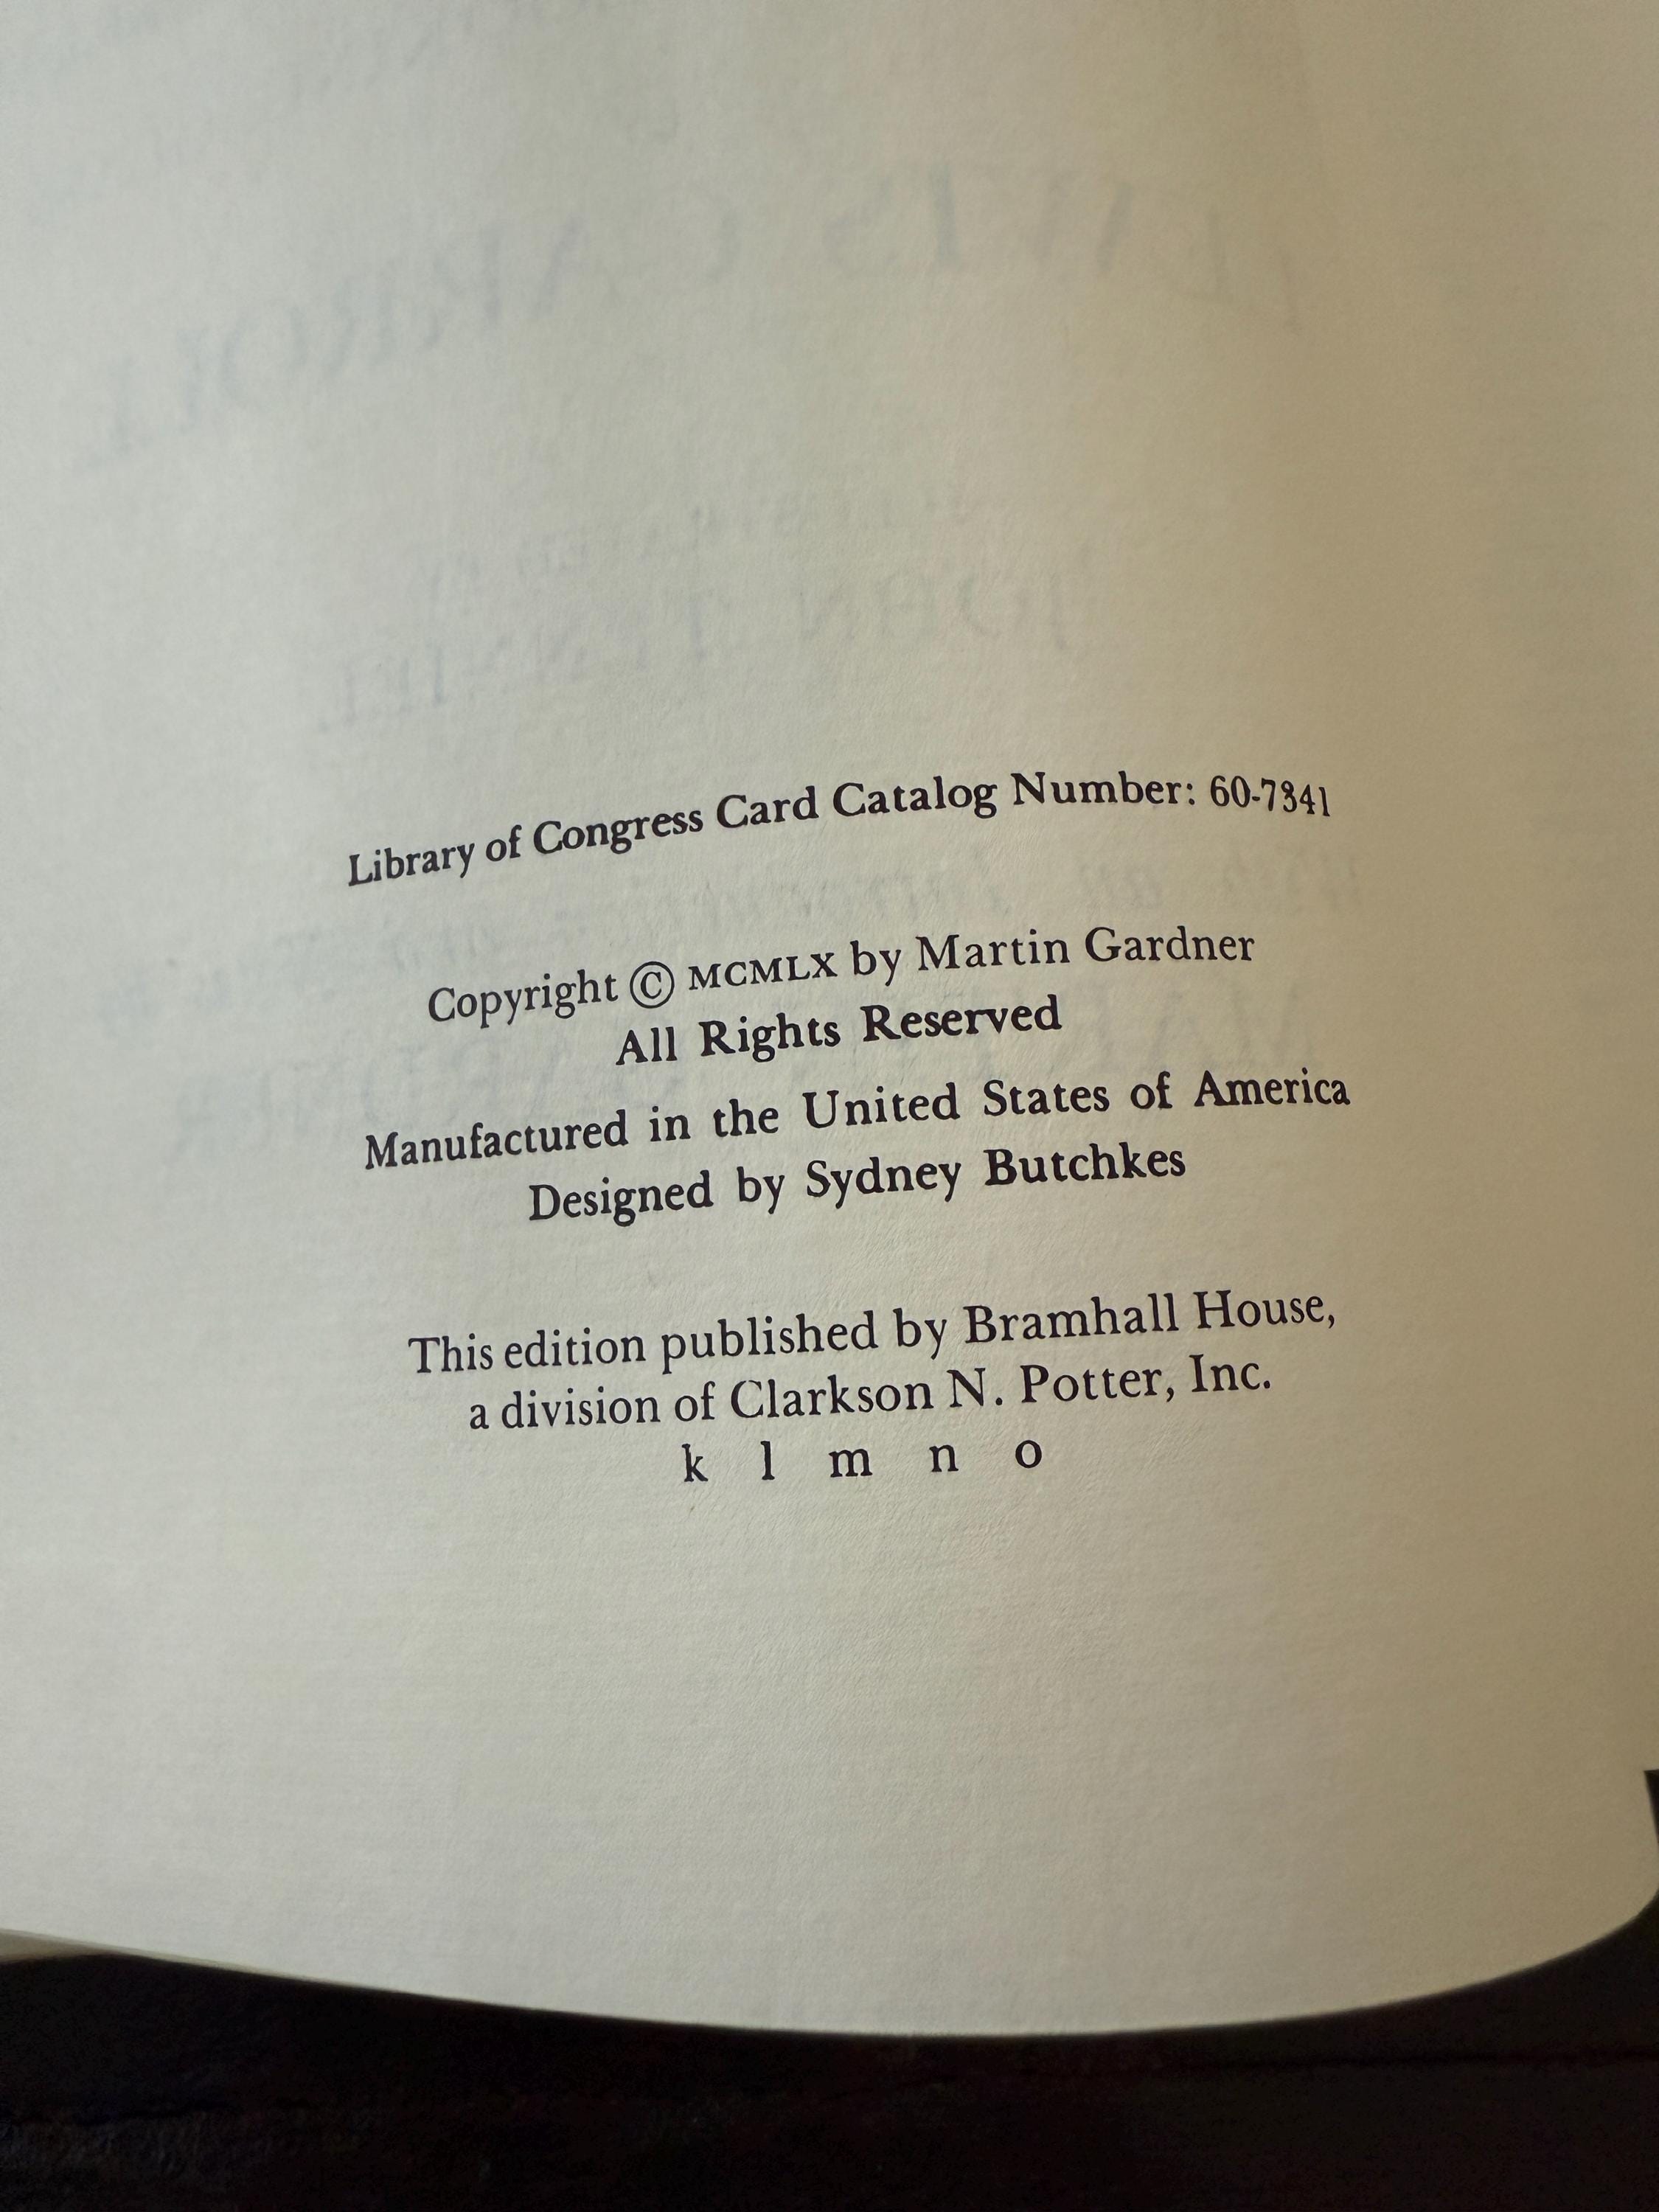 Library of Congress Card Catalog Number: 60-7341
Copyright © MCMLX by Martin Gardner
All Rights Reserved
Manufactured in the United States of America
Designed by Sydney Butchkes
This edition published by Bramhall House,
a division of Clarkson N. Potter, Inc.
k l m n o